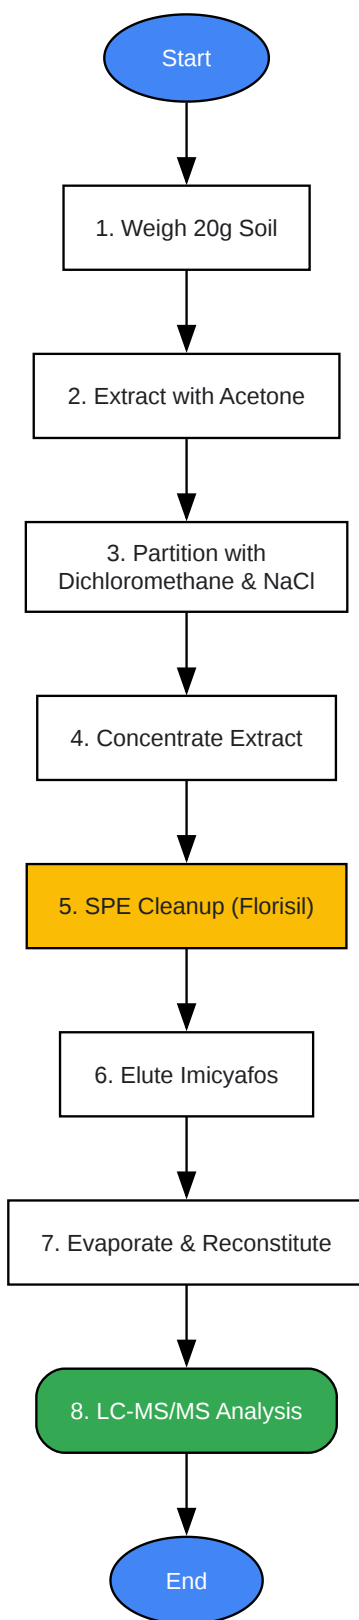 Start
1. Weigh 20g Soil
2. Extract with Acetone
3. Partition with
Dichloromethane & NaCl
4. Concentrate Extract
5. SPE Cleanup (Florisil)
6. Elute Imicyafos
7. Evaporate & Reconstitute
8. LC-MS/MS Analysis
End